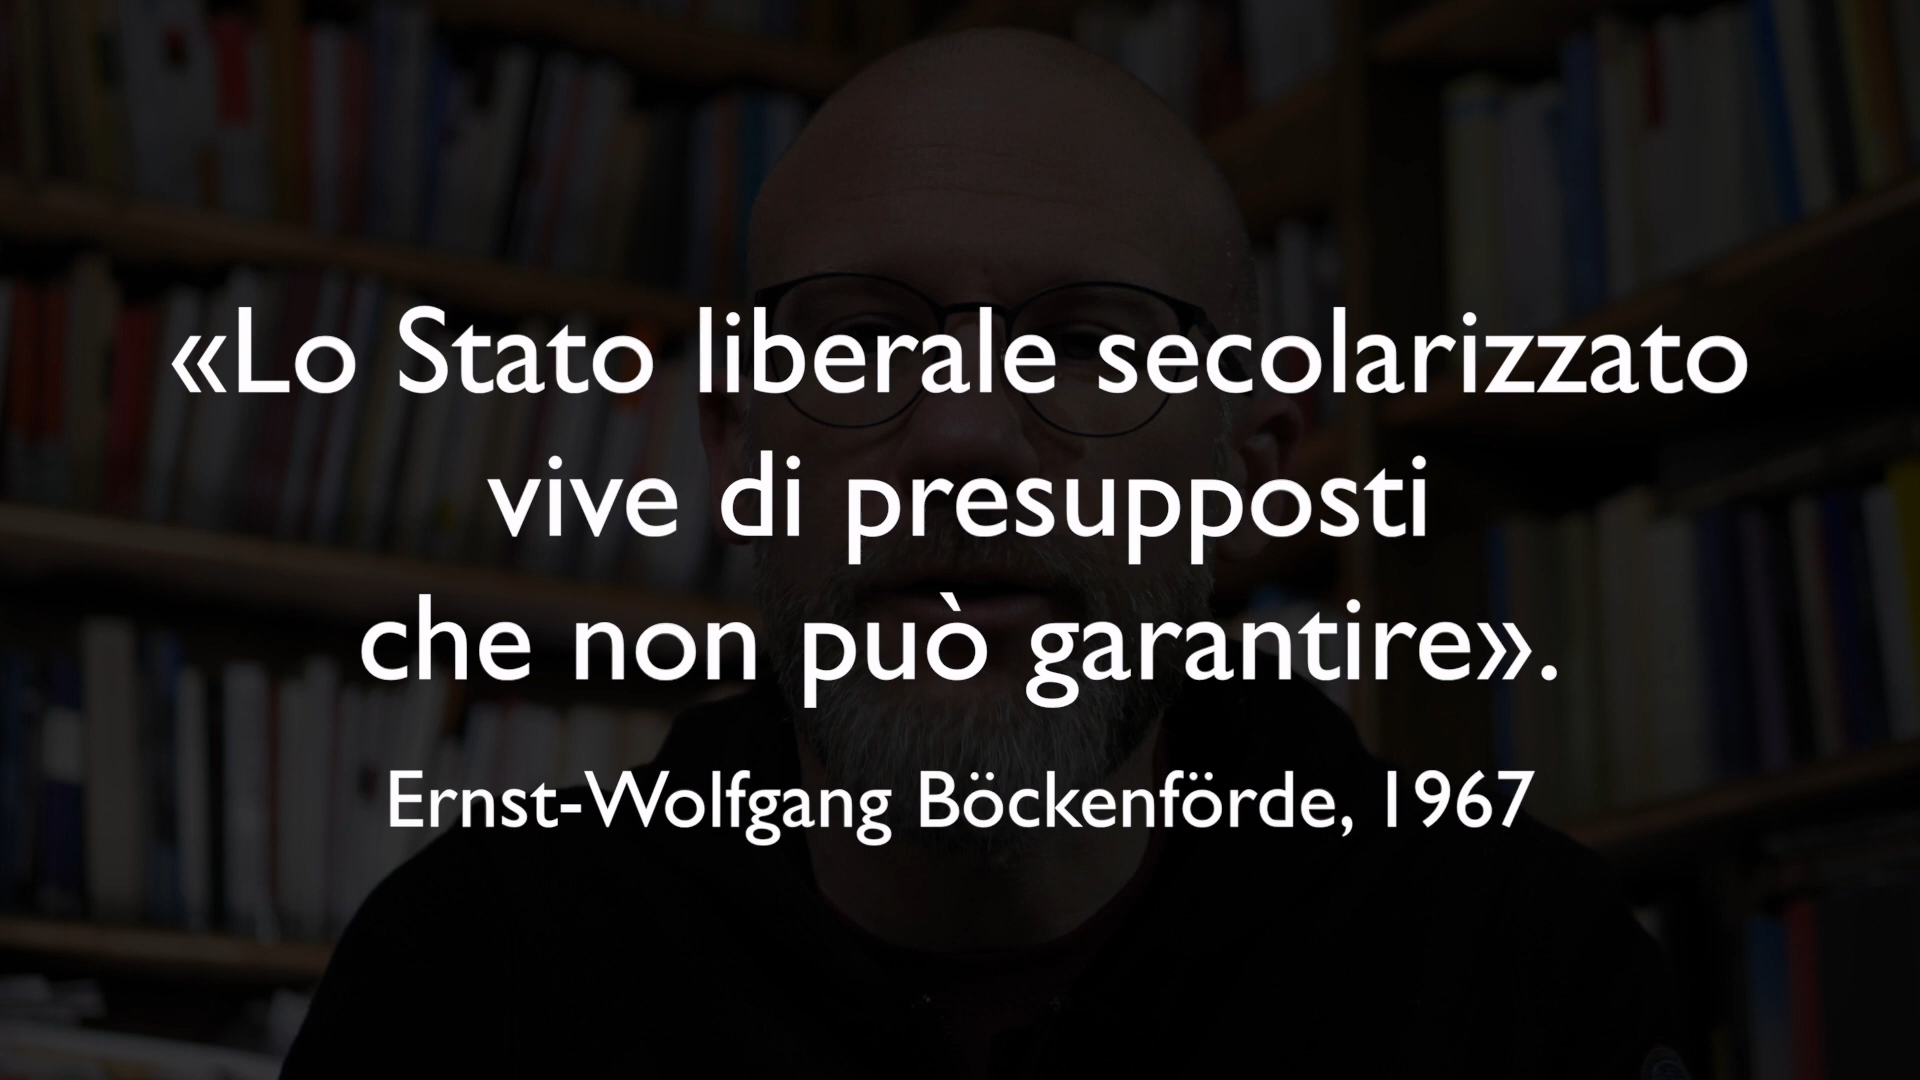 «Lo Stato liberale secolarizzato
vive di presupposti
che non può garantire».
Ernst-Wolfgang Böckenförde, 1967